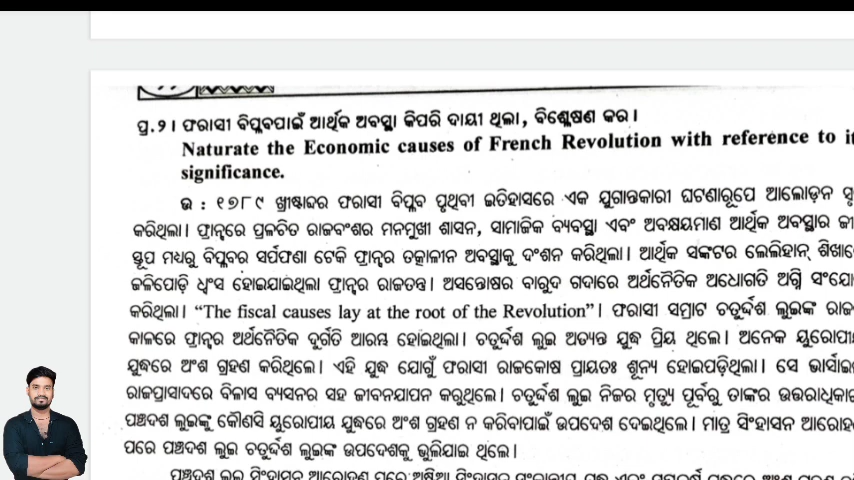 ପ୍ର.୨। ଫରାସୀ ବିପ୍ଳବପାଇଁ ଆର୍ଥିକ ଅବସ୍ଥା କିପରି ଦାୟୀ ଥିଲା, ବିଶ୍ଳେଷଣ କର।
Naturate the Economic causes of French Revolution with reference to
significance.
ଉ : ୧୭୮୯ ଖ୍ରୀଷ୍ଟାବ୍ଦର ଫରାସୀ ବିପ୍ଳବ ପୃଥିବୀ ଇତିହାସରେ ଏକ ଯୁଗାନ୍ତକାରୀ ଘଟଣାରୂପେ ଆଲୋଡ଼ନ
କରିଥିଲା। ଫ୍ରାନ୍ସରେ ପ୍ରଚଳିତ ରାଜବଂଶର ମନମୁଖୀ ଶାସନ, ସାମାଜିକ ବ୍ୟବସ୍ଥା ଏବଂ ଅବକ୍ଷୟମାଣ ଆର୍ଥିକ ଅବସ୍ଥାର
ସ୍ତୂପ ମଧ୍ୟରୁ ବିପ୍ଳବର ସର୍ପଫଣା ଟେକି ଫ୍ରାନ୍ସର ତତ୍କାଳୀନ ଅବସ୍ଥାକୁ ଦଂଶନ କରିଥିଲା। ଆର୍ଥିକ ସଙ୍କଟର ଲେଲିହାନ୍
ଜଳିପୋଡ଼ି ଧ୍ୱଂସ ହୋଇଯାଇଥିଲା ଫ୍ରାନ୍ସର ରାଜତନ୍ତ୍ର। ଅସନ୍ତୋଷର ବାରୁଦ ଗଦାରେ ଅର୍ଥନୈତିକ ଅଧୋଗତି ଅଗ୍ନି
କରିଥିଲା। “The fiscal causes lay at the root of the Revolution”। ଫରାସୀ ସମ୍ରାଟ ଚତୁର୍ଦ୍ଦଶ ଲୁଇଙ୍କ
କାଳରେ ଫ୍ରାନ୍ସର ଅର୍ଥନୈତିକ ଦୁର୍ଗତି ଆରମ୍ଭ ହୋଇଥିଲା। ଚତୁର୍ଦ୍ଦଶ ଲୁଇ ଅତ୍ୟନ୍ତ ଯୁଦ୍ଧ ପ୍ରିୟ ଥିଲେ। ଅନେକ
ଯୁଦ୍ଧରେ ଅଂଶ ଗ୍ରହଣ କରିଥିଲେ। ଏହି ଯୁଦ୍ଧ ଯୋଗୁଁ ଫରାସୀ ରାଜକୋଷ ପ୍ରାୟତଃ ଶୂନ୍ୟ ହୋଇପଡ଼ିଥିଲା। ସେ
ରାଜପ୍ରାସାଦରେ ବିଳାସ ବ୍ୟସନର ସହ ଜୀବନଯାପନ କରୁଥିଲେ। ଚତୁର୍ଦ୍ଦଶ ଲୁଇ ନିଜର ମୃତ୍ୟୁ ପୂର୍ବରୁ ତାଙ୍କର
ପଞ୍ଚଦଶ ଲୁଇଙ୍କୁ କୌଣସି ୟୁରୋପୀୟ ଯୁଦ୍ଧରେ ଅଂଶ ଗ୍ରହଣ ନ କରିବାପାଇଁ ଉପଦେଶ ଦେଇଥିଲେ। ମାତ୍ର ସିଂହାସନ
ପରେ ପଞ୍ଚଦଶ ଲୁଇ ଚତୁର୍ଦ୍ଦଶ ଲୁଇଙ୍କ ଉପଦେଶକୁ ଭୁଲିଯାଇ ଥିଲେ।